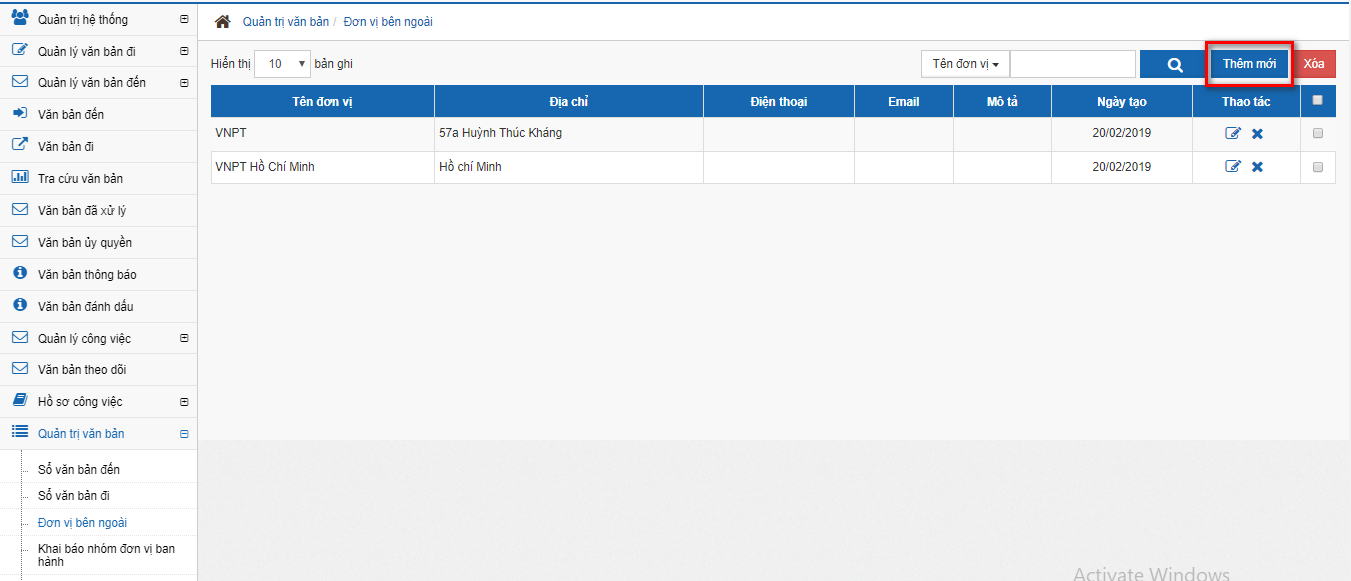 Quản trị hệ thống
Quản lý văn bản đi
Quản lý văn bản đến
Văn bản đến
Văn bản đi
Tra cứu văn bản
Văn bản đã xử lý
Văn bản ủy quyền
Văn bản thông báo
Văn bản đánh dấu
Quản lý công việc
Văn bản theo dõi
Hồ sơ công việc
Quản trị văn bản
Sổ văn bản đến
Sổ văn bản đi
Đơn vị bên ngoài
Khai báo nhóm đơn vị ban
hành
Quản trị văn bản / Đơn vị bên ngoài
Hiển thị 10 bản ghi Tên đơn vị Thêm mới Xóa
Tên đơn vị Địa chỉ Điện thoại Email Mô tả Ngày tạo Thao tác
VNPT 57a Huỳnh Thúc Kháng 20/02/2019
VNPT Hồ Chí Minh Hồ chí Minh 20/02/2019
Activate Windows